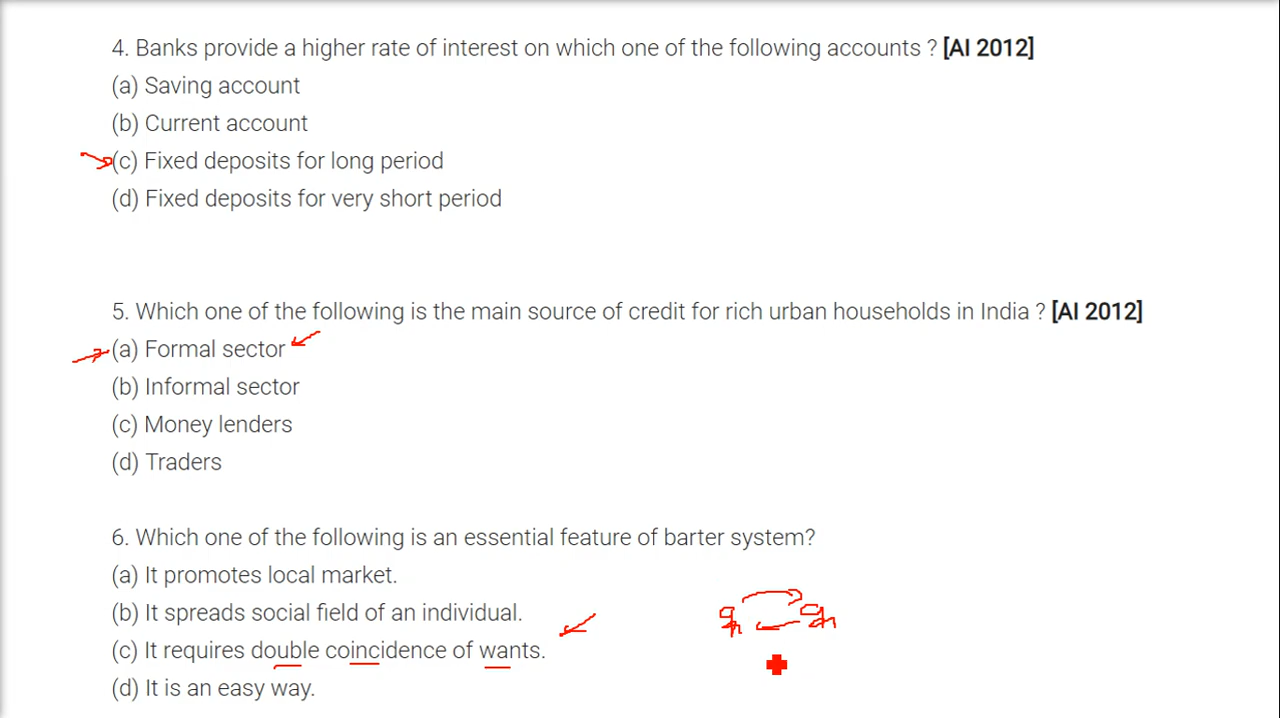 4. Banks provide a higher rate of interest on which one of the following accounts ? [AI 2012]
(a) Saving account
(b) Current account
(c) Fixed deposits for long period
(d) Fixed deposits for very short period
5. Which one of the following is the main source of credit for rich urban households in India ? [AI 2012]
(a) Formal sector
(b) Informal sector
(c) Money lenders
(d) Traders
6. Which one of the following is an essential feature of barter system?
(a) It promotes local market.
(b) It spreads social field of an individual.
(c) It requires double coincidence of wants.
(d) It is an easy way.